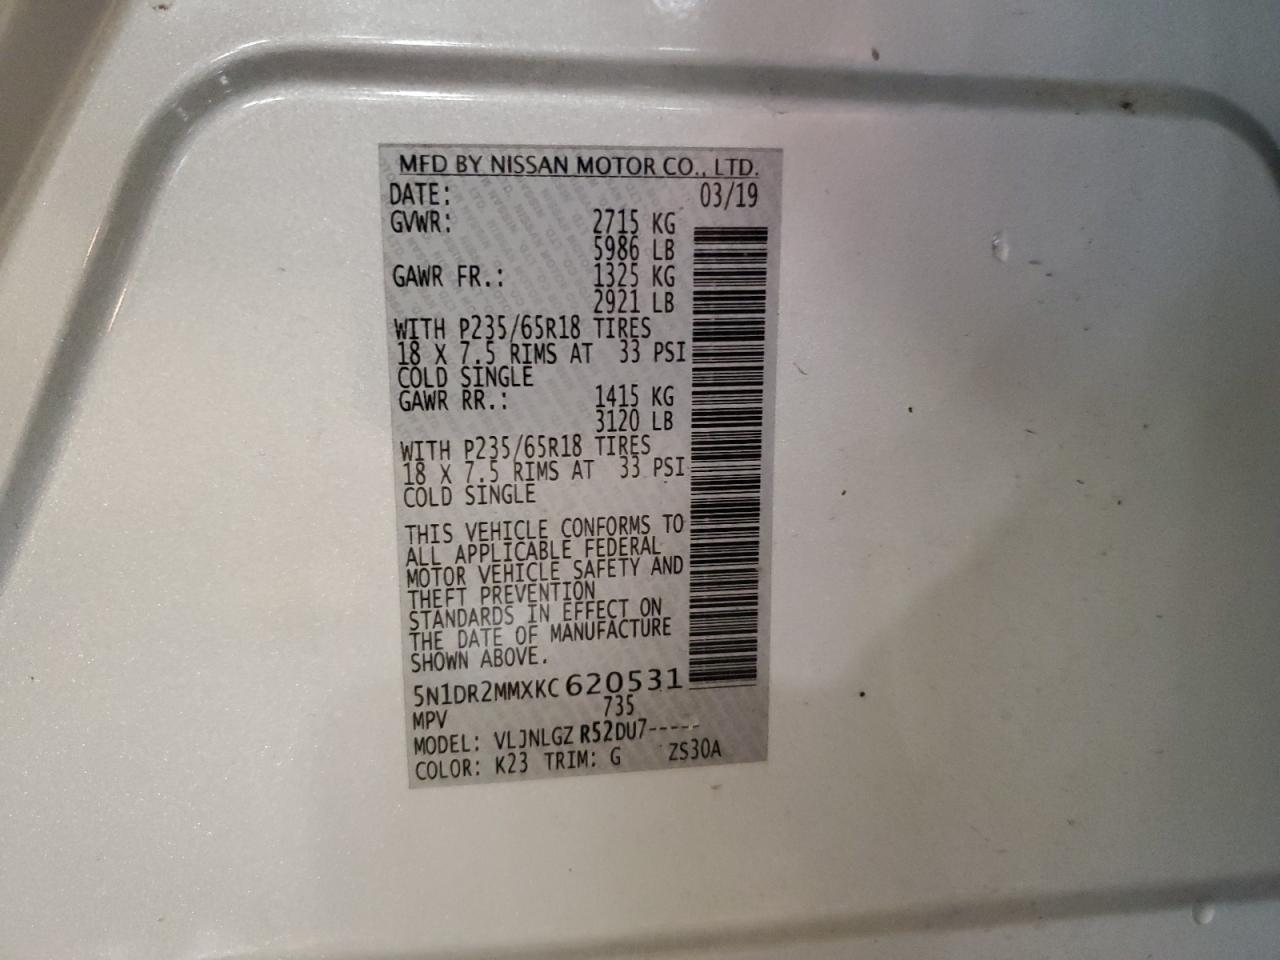 MFD BY NISSAN MOTOR CO., LTD.
DATE: 03/19
GVWR: 2715 KG
5986 LB
GAWR FR.: 1325 KG
2921 LB
WITH P235/65R18 TIRES
18 X 7.5 RIMS AT 33 PSI
COLD SINGLE
GAWR RR.: 1415 KG
3120 LB
WITH P235/65R18 TIRES
18 X 7.5 RIMS AT 33 PSI
COLD SINGLE
THIS VEHICLE CONFORMS TO
ALL APPLICABLE FEDERAL
MOTOR VEHICLE SAFETY AND
THEFT PREVENTION
STANDARDS IN EFFECT ON
THE DATE OF MANUFACTURE
SHOWN ABOVE.
5N1DR2MMXKC620531
MPV 735
MODEL: VLJNLGZ R52DU7-----
COLOR: K23 TRIM: G ZS30A